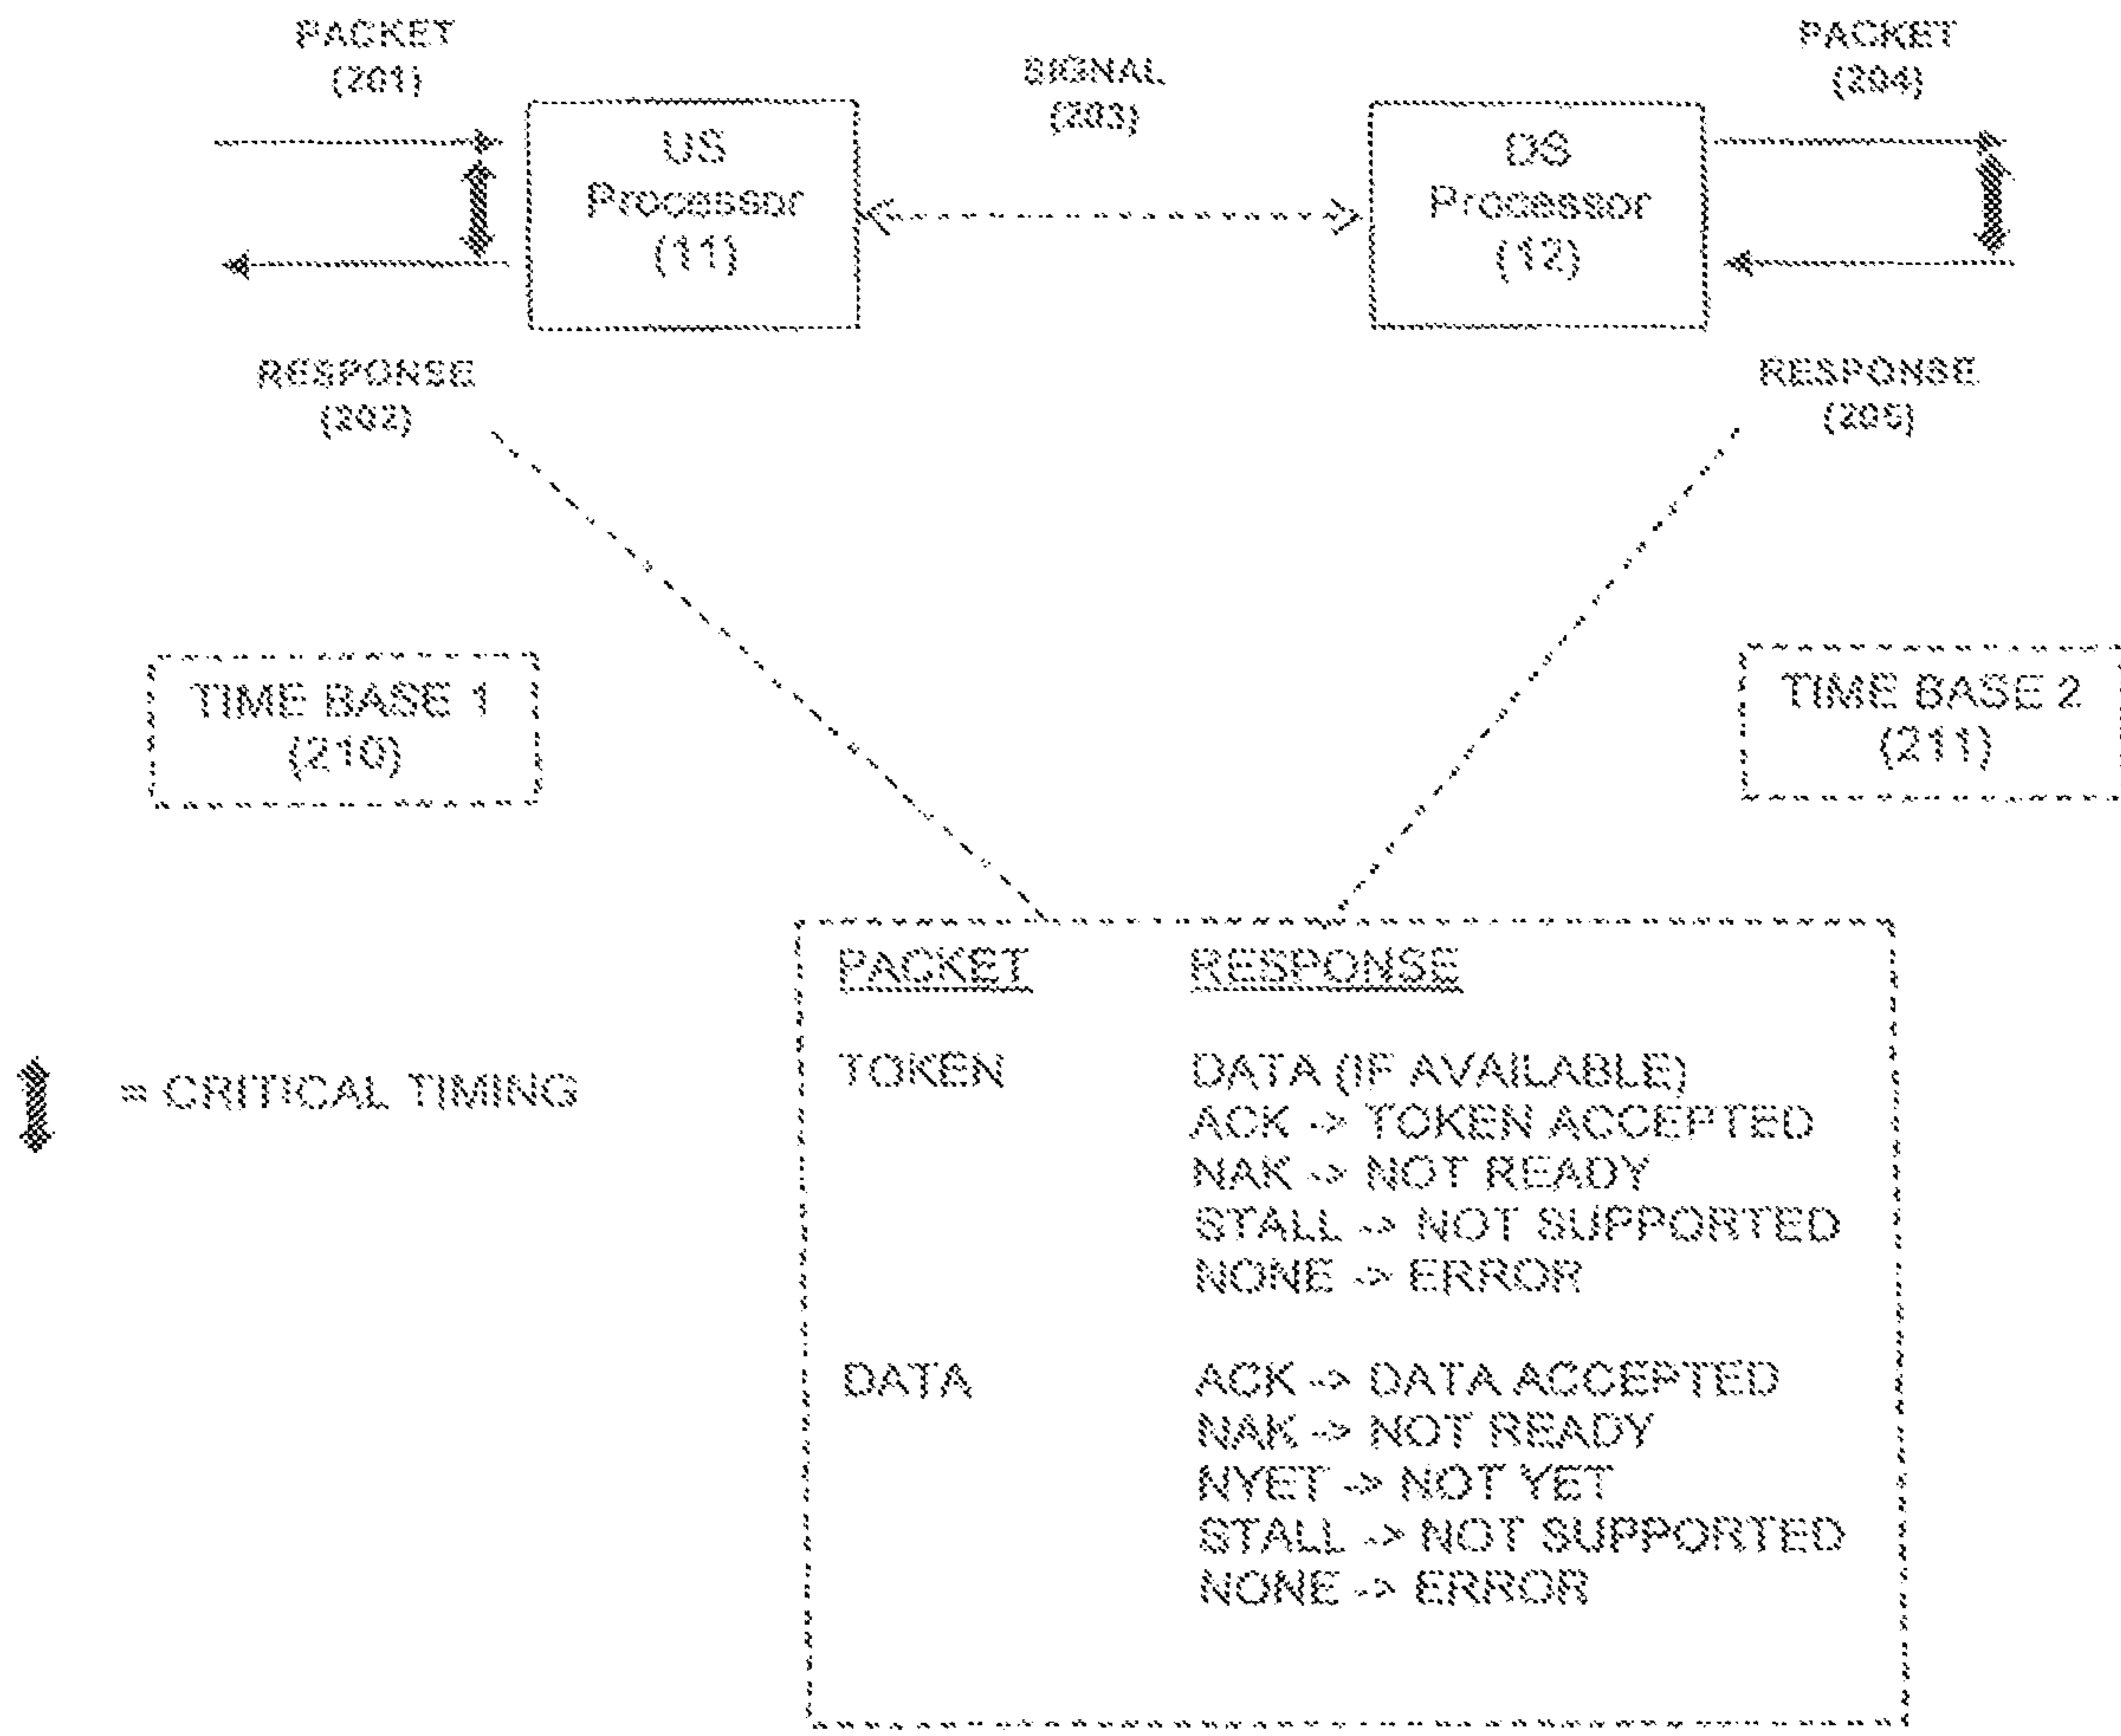 PACKET
(201)
SIGNAL
(203)
PACKET
(204)
US
Processor
(11)
DS
Processor
(12)
RESPONSE
(202)
RESPONSE
(205)
TIME BASE 1
(210)
TIME BASE 2
(211)
PACKET RESPONSE
= CRITICAL TIMING
TOKEN DATA (IF AVAILABLE)
ACK -> TOKEN ACCEPTED
NAK -> NOT READY
STALL -> NOT SUPPORTED
NONE -> ERROR
DATA ACK -> DATA ACCEPTED
NAK -> NOT READY
NYET -> NOT YET
STALL -> NOT SUPPORTED
NONE -> ERROR